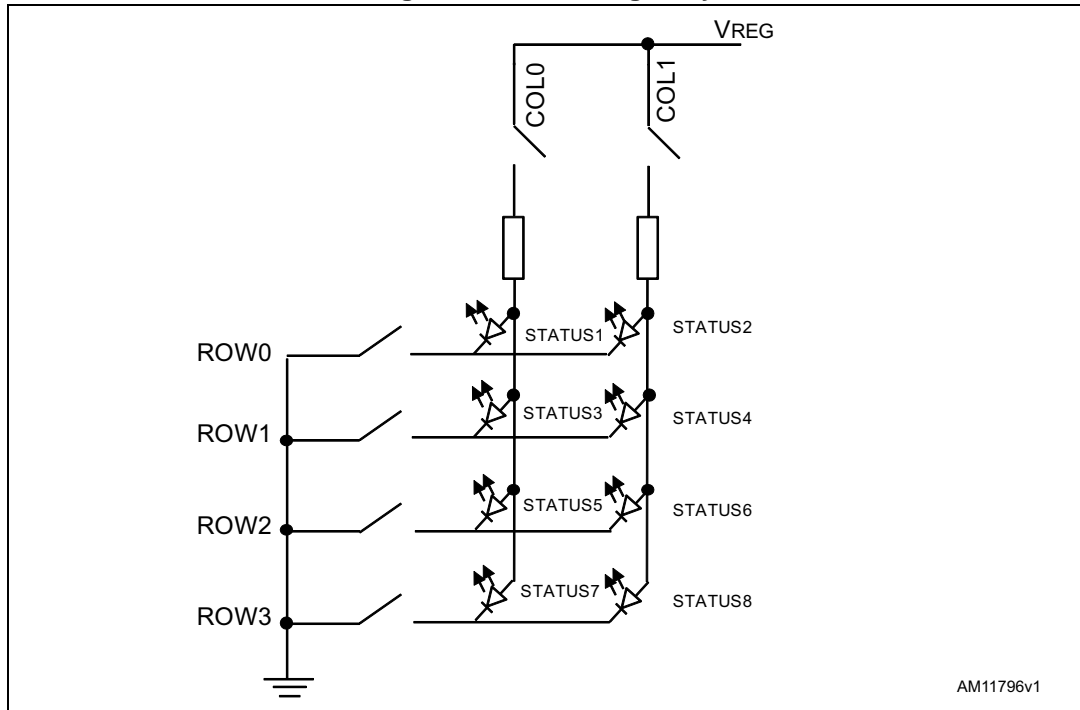 VREG
COL0
COL1
STATUS1
STATUS2
ROW0
STATUS3
STATUS4
ROW1
STATUS5
STATUS6
ROW2
STATUS7
STATUS8
ROW3
AM11796v1